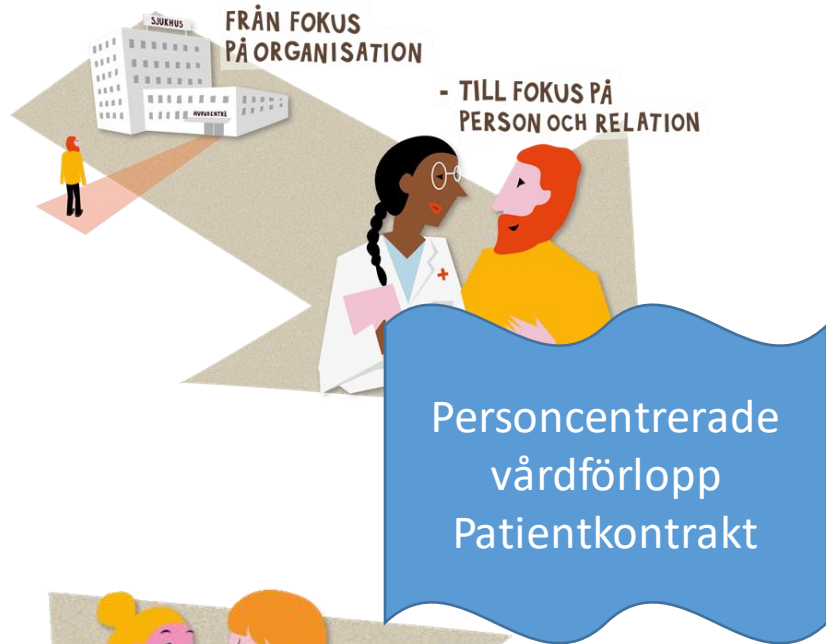 SJUKHUS
FRÅN FOKUS
PÅ ORGANISATION
HUVUDENTRÉ
- TILL FOKUS PÅ
PERSON OCH RELATION
Personcentrerade
vårdförlopp
Patientkontrakt